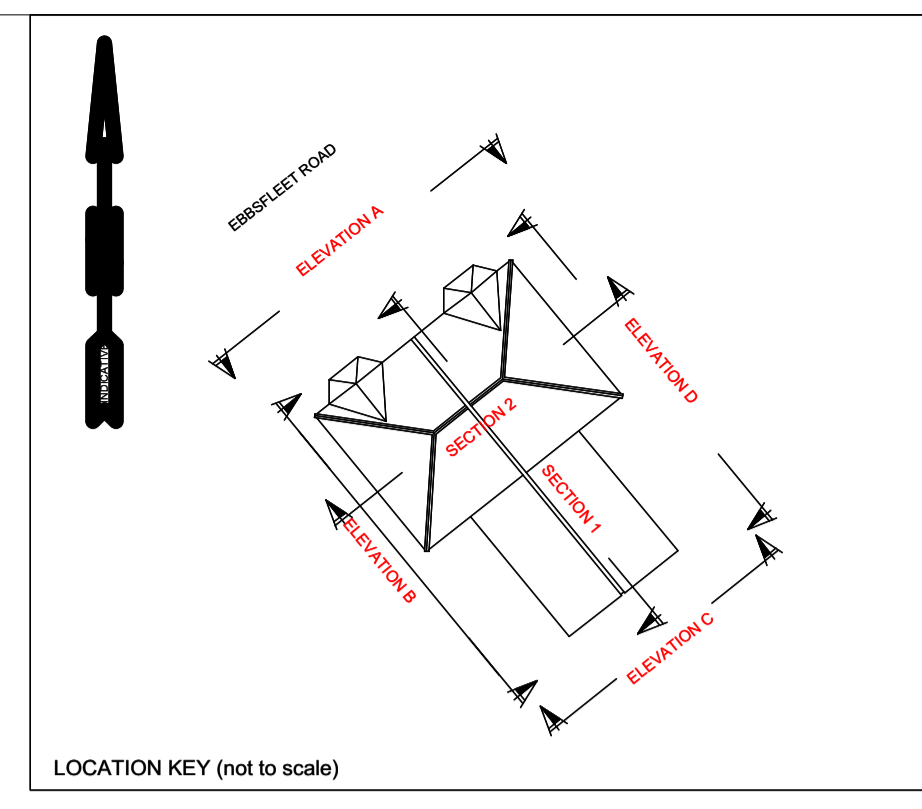 EBBSFLEET ROAD
ELEVATION A
INDICATIVE
ELEVATION D
SECTION 2
SECTION 1
ELEVATION B
ELEVATION C
LOCATION KEY (not to scale)